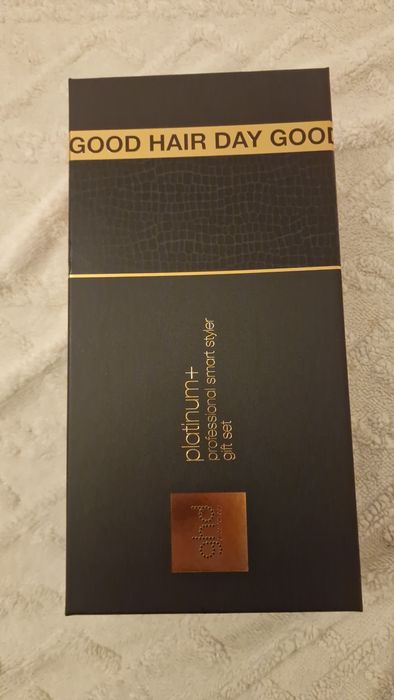 GOOD HAIR DAY GOOD
platinum+
professional smart styler
gift set
ghd